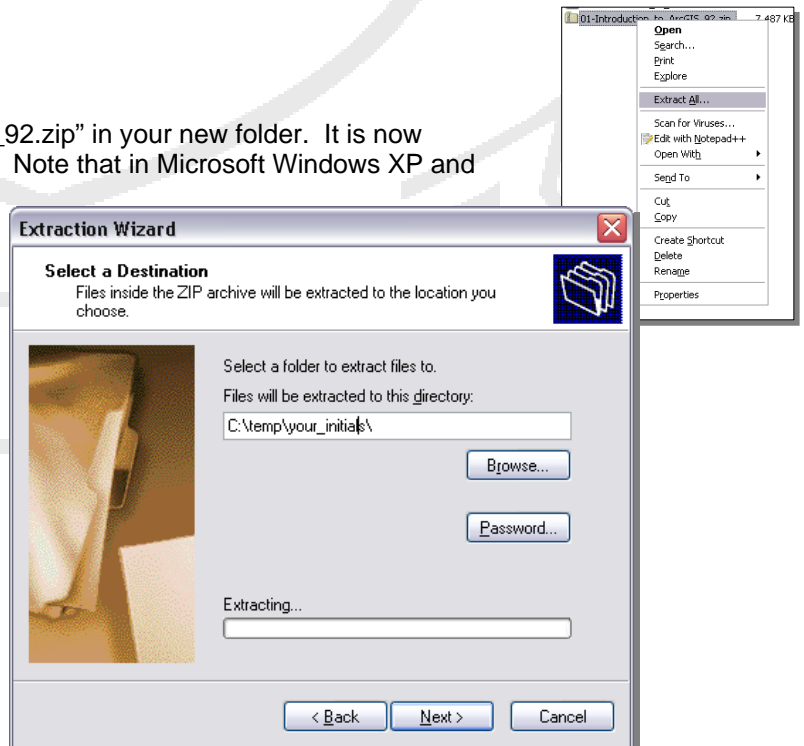 01-Introduction_to_ArcGIS_92.zip 7,487 KB
Open
Search...
Print
Explore
Extract All...
Scan for Viruses...
Edit with Notepad++
Open With
Send To
Cut
Copy
Create Shortcut
Delete
Rename
Properties
_92.zip” in your new folder.  It is now
Note that in Microsoft Windows XP and
Extraction Wizard
Select a Destination
Files inside the ZIP archive will be extracted to the location you
choose.
Select a folder to extract files to.
Files will be extracted to this directory:
C:\temp\your_initials\
Browse...
Password...
Extracting...
< Back Next > Cancel